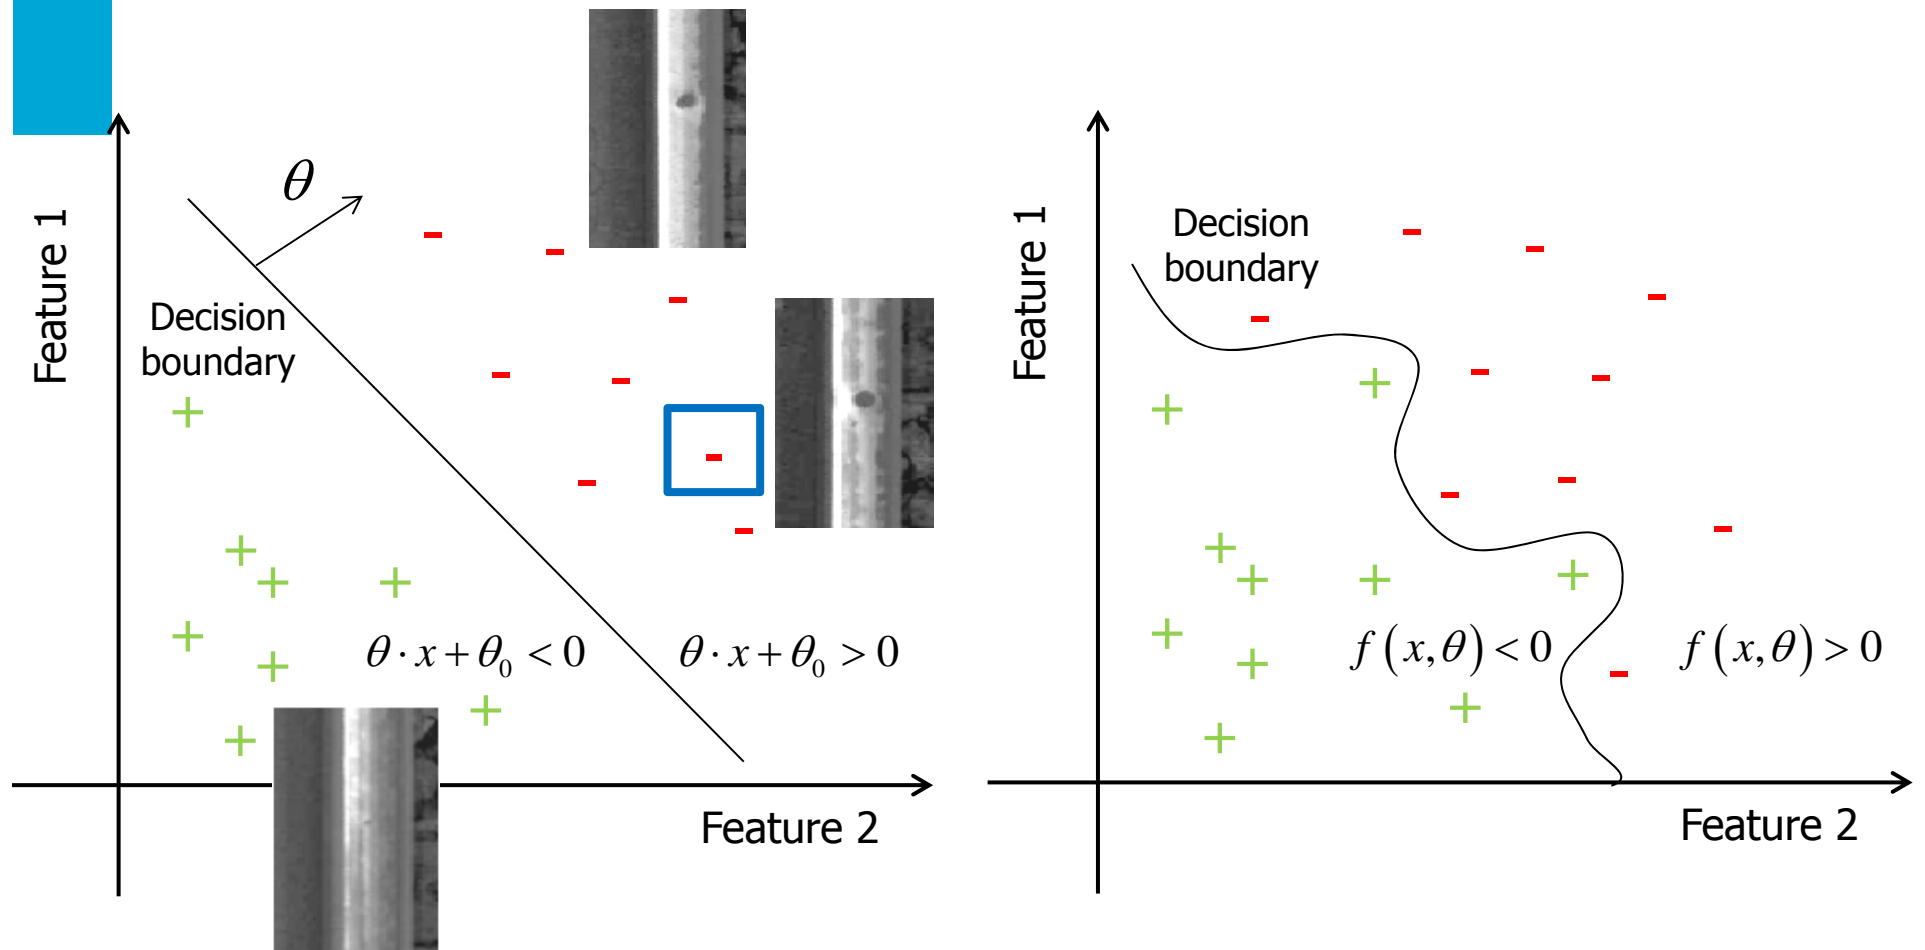 θ
Feature 1
Decision
boundary
θ · x + θ₀ < 0
θ · x + θ₀ > 0
Feature 2
Feature 1
Decision
boundary
f (x, θ) < 0
f (x, θ) > 0
Feature 2